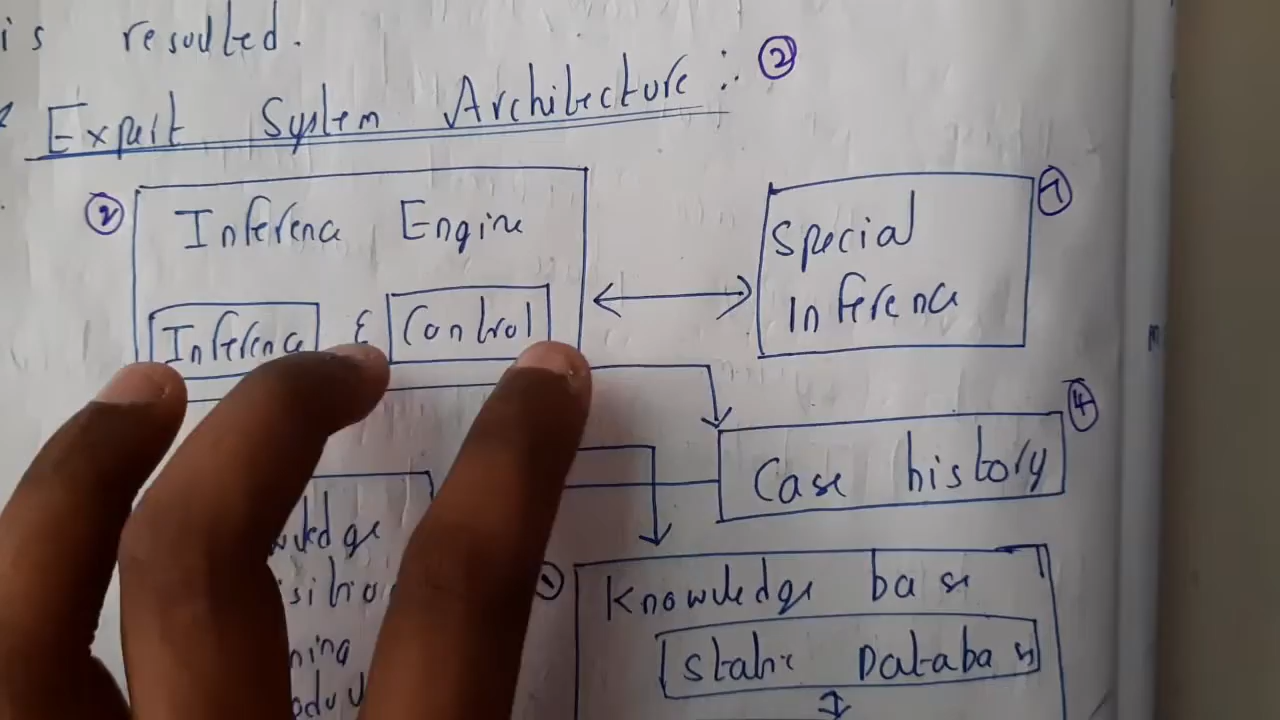 is resulted.
Expert System Architecture :. ②
②
Inference Engine
Inference & Control
Special
Inference
④
Case history
Knowledge base
Static Database